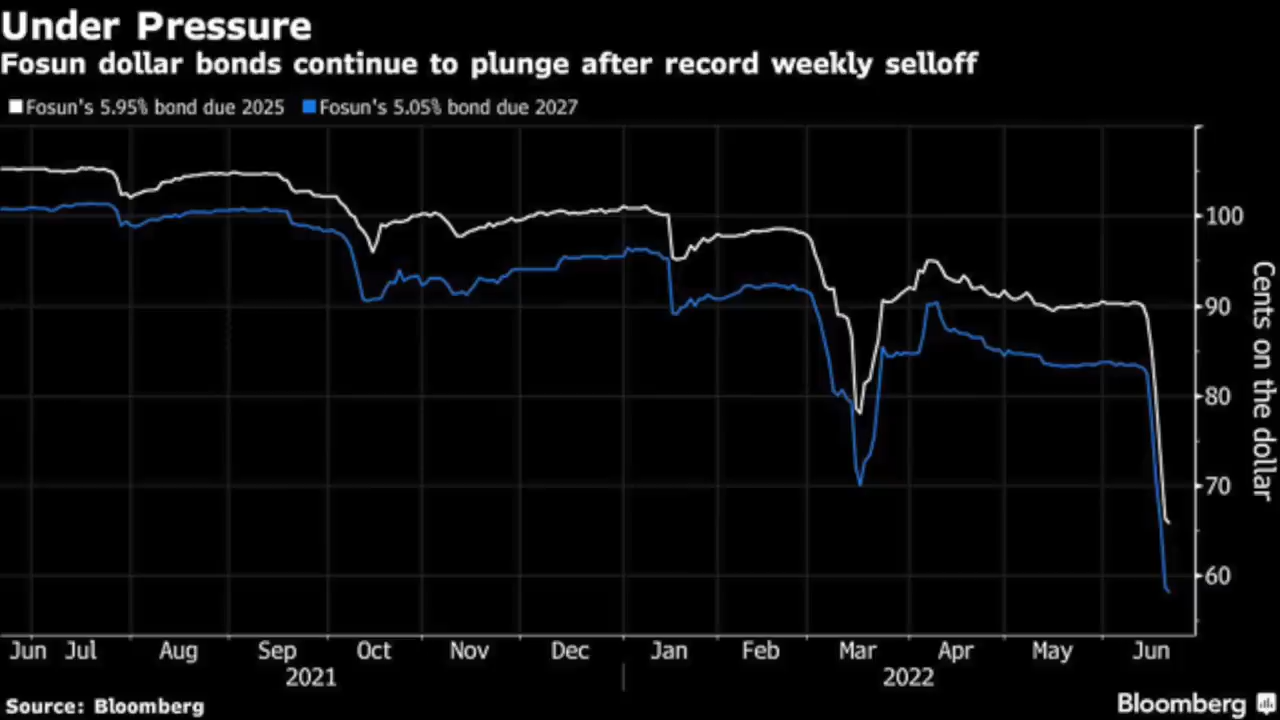 Under Pressure
Fosun dollar bonds continue to plunge after record weekly selloff
Fosun's 5.95% bond due 2025 Fosun's 5.05% bond due 2027
100
90
80
70
60
Cents on the dollar
Jun Jul Aug Sep Oct Nov Dec Jan Feb Mar Apr May Jun
2021 2022
Source: Bloomberg
Bloomberg